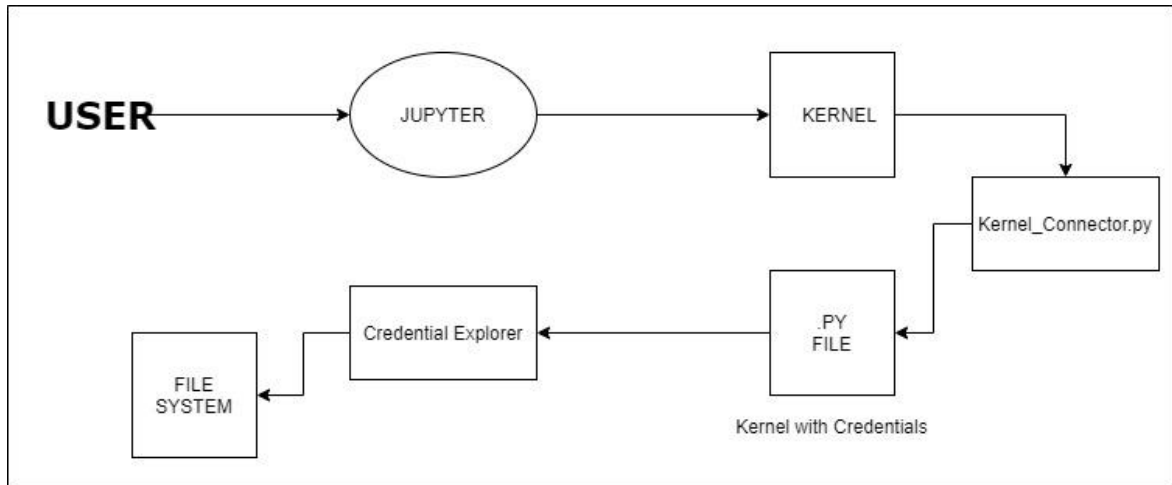 USER
JUPYTER
KERNEL
Kernel_Connector.py
.PY
FILE
Kernel with Credentials
Credential Explorer
FILE
SYSTEM